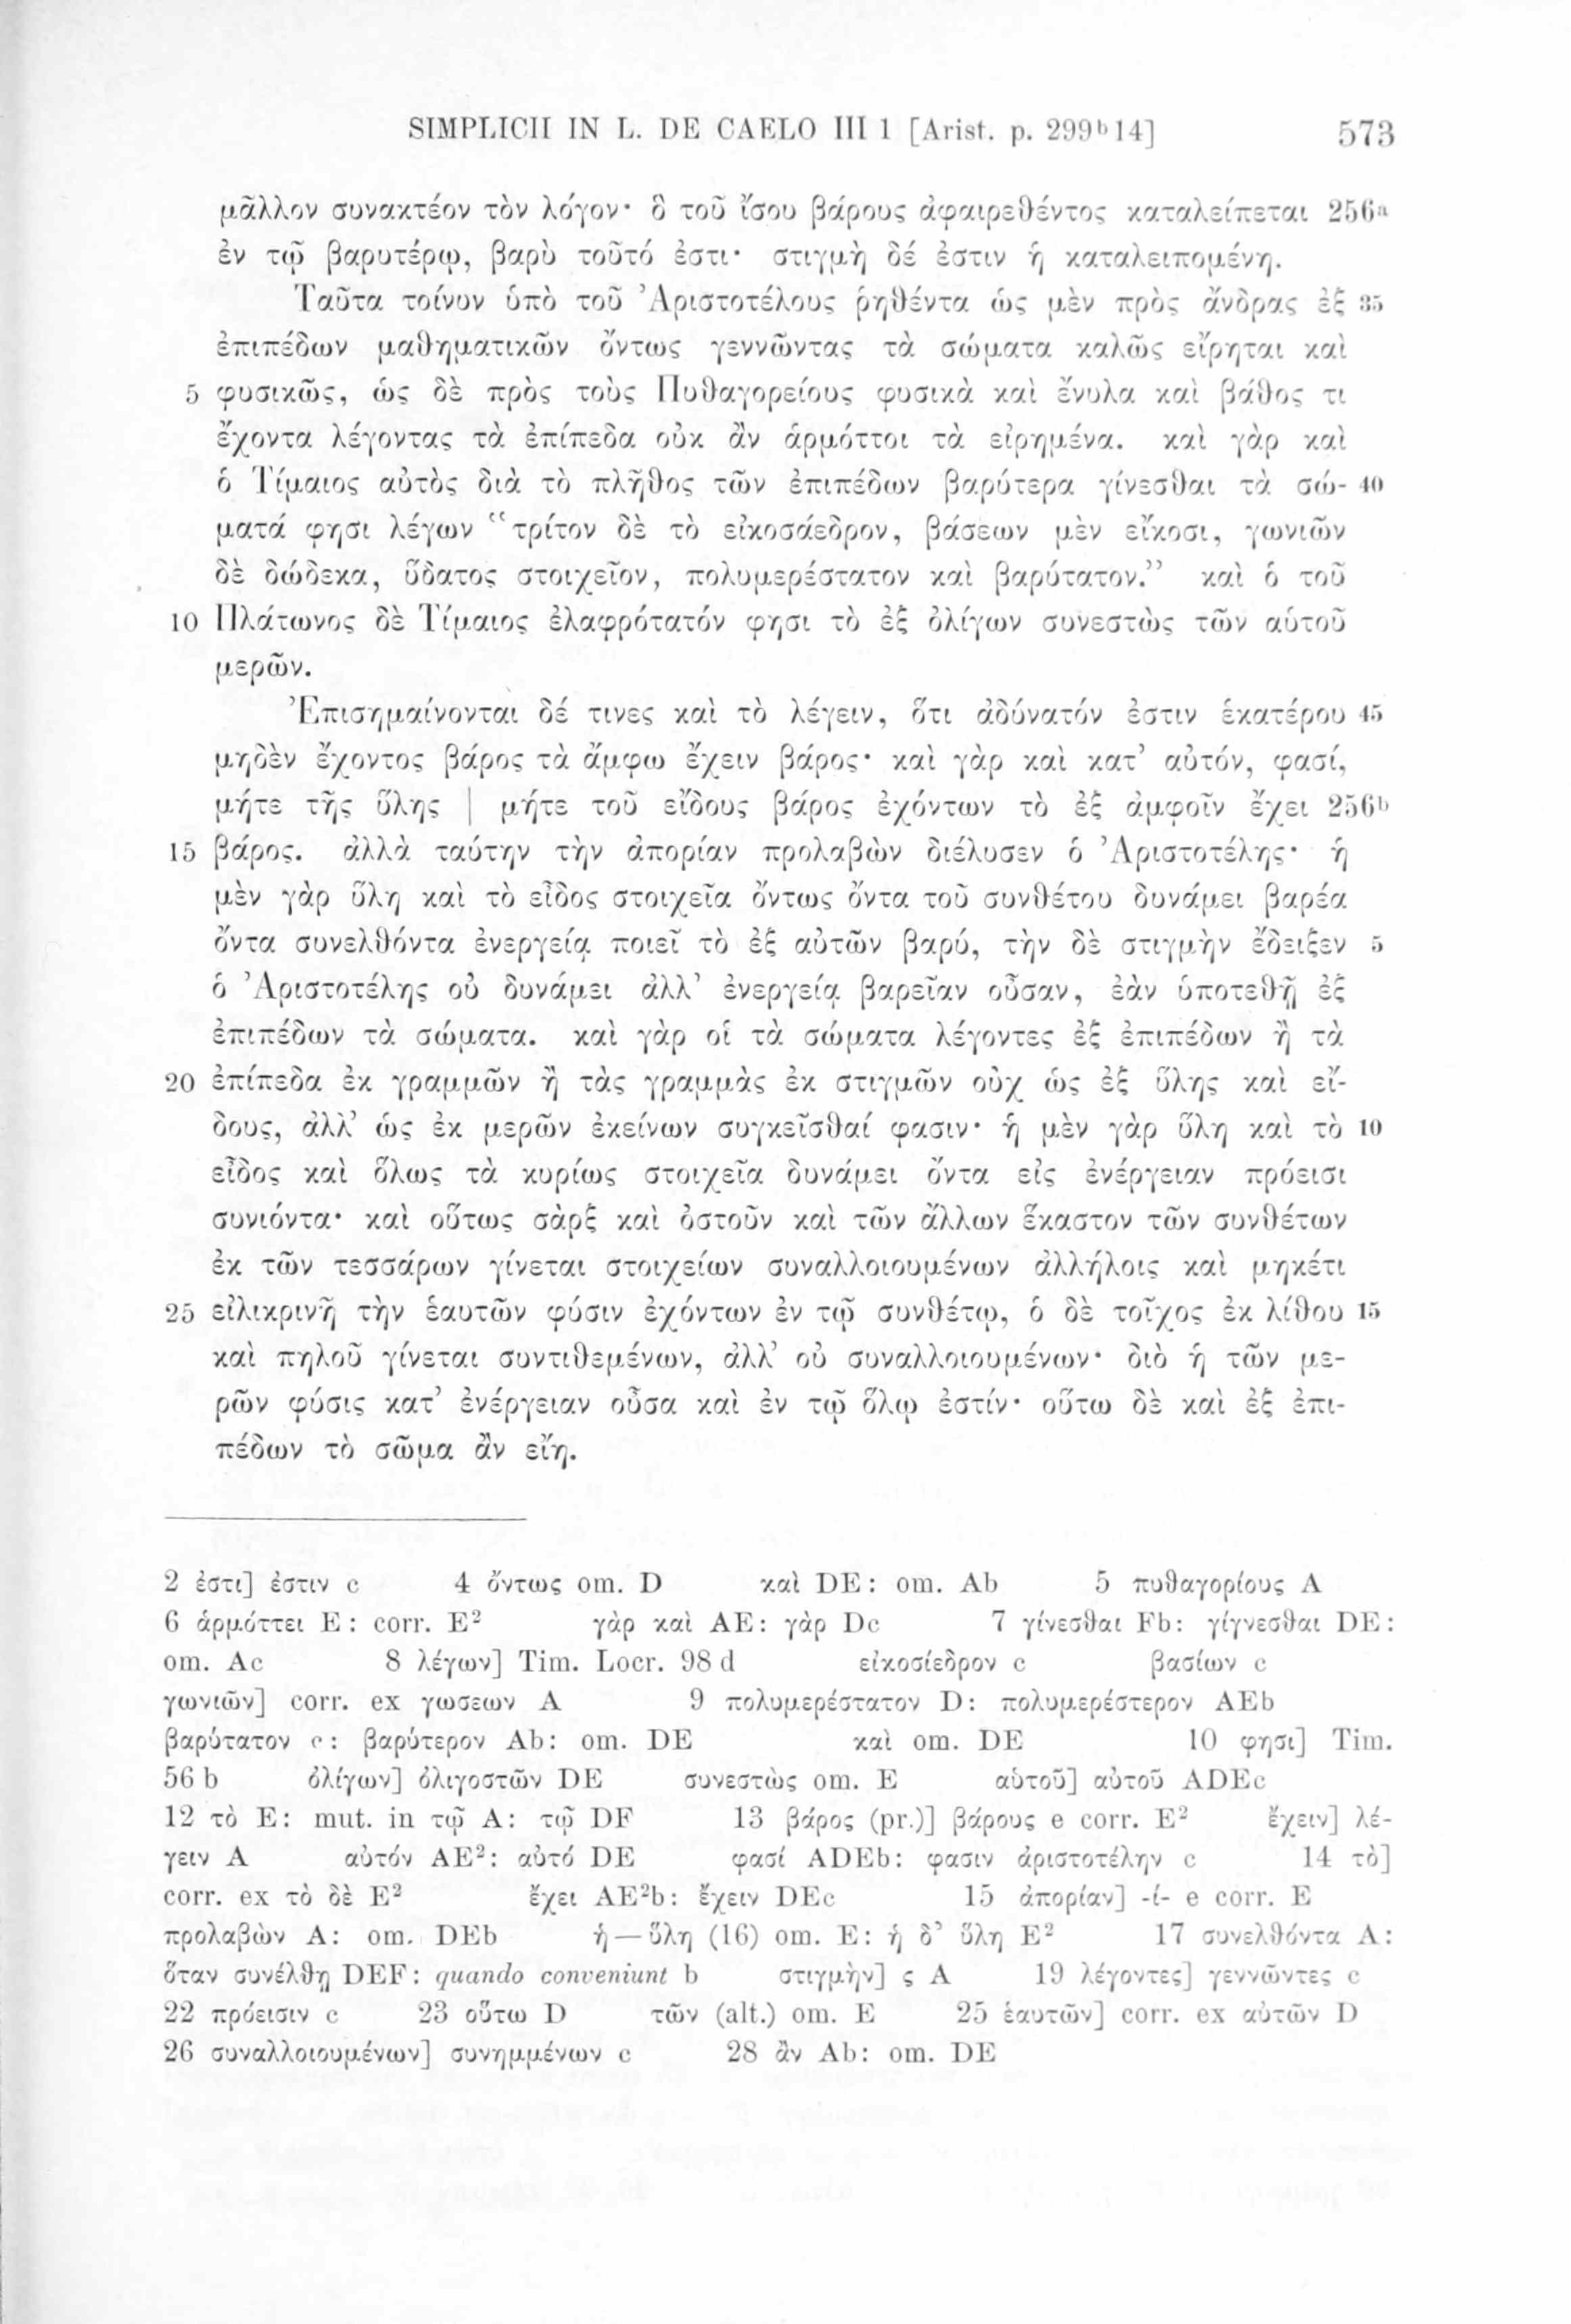 SIMPLICII IN L. DE CAELO III 1 [Arist. p. 299ᵇ14] 573
μᾶλλον συνακτέον τὸν λόγον· ὃ τοῦ ἴσου βάρους ἀφαιρεθέντος καταλείπεται 256ᵃ
ἐν τῷ βαρυτέρῳ, βαρὺ τοῦτό ἐστι· στιγμὴ δέ ἐστιν ἡ καταλειπομένη.
Ταῦτα τοίνυν ὑπὸ τοῦ Ἀριστοτέλους ῥηθέντα ὡς μὲν πρὸς ἄνδρας ἐξ 35
ἐπιπέδων μαθηματικῶν ὄντως γεννῶντας τὰ σώματα καλῶς εἴρηται καὶ
5 φυσικῶς, ὡς δὲ πρὸς τοὺς Πυθαγορείους φυσικὰ καὶ ἔνυλα καὶ βάθος τι
ἔχοντα λέγοντας τὰ ἐπίπεδα οὐκ ἂν ἁρμόττοι τὰ εἰρημένα. καὶ γὰρ καὶ
ὁ Τίμαιος αὐτὸς διὰ τὸ πλῆθος τῶν ἐπιπέδων βαρύτερα γίνεσθαι τὰ σώ- 40
ματά φησι λέγων “τρίτον δὲ τὸ εἰκοσάεδρον, βάσεων μὲν εἴκοσι, γωνιῶν
δὲ δώδεκα, ὕδατος στοιχεῖον, πολυμερέστατον καὶ βαρύτατον.” καὶ ὁ τοῦ
10 Πλάτωνος δὲ Τίμαιος ἐλαφρότατόν φησι τὸ ἐξ ὀλίγων συνεστὼς τῶν αὑτοῦ
μερῶν.
Ἐπισημαίνονται δέ τινες καὶ τὸ λέγειν, ὅτι ἀδύνατόν ἐστιν ἑκατέρου 45
μηδὲν ἔχοντος βάρος τὰ ἄμφω ἔχειν βάρος· καὶ γὰρ καὶ κατ’ αὐτόν, φασί,
μήτε τῆς ὕλης | μήτε τοῦ εἴδους βάρος ἐχόντων τὸ ἐξ ἀμφοῖν ἔχει 256ᵇ
15 βάρος. ἀλλὰ ταύτην τὴν ἀπορίαν προλαβὼν διέλυσεν ὁ Ἀριστοτέλης· ἡ
μὲν γὰρ ὕλη καὶ τὸ εἶδος στοιχεῖα ὄντως ὄντα τοῦ συνθέτου δυνάμει βαρέα
ὄντα συνελθόντα ἐνεργείᾳ ποιεῖ τὸ ἐξ αὐτῶν βαρύ, τὴν δὲ στιγμὴν ἔδειξεν 5
ὁ Ἀριστοτέλης οὐ δυνάμει ἀλλ’ ἐνεργείᾳ βαρεῖαν οὖσαν, ἐὰν ὑποτεθῇ ἐξ
ἐπιπέδων τὰ σώματα. καὶ γὰρ οἱ τὰ σώματα λέγοντες ἐξ ἐπιπέδων ἢ τὰ
20 ἐπίπεδα ἐκ γραμμῶν ἢ τὰς γραμμὰς ἐκ στιγμῶν οὐχ ὡς ἐξ ὕλης καὶ εἴ-
δους, ἀλλ’ ὡς ἐκ μερῶν ἐκείνων συγκεῖσθαί φασιν· ἡ μὲν γὰρ ὕλη καὶ τὸ 10
εἶδος καὶ ὅλως τὰ κυρίως στοιχεῖα δυνάμει ὄντα εἰς ἐνέργειαν πρόεισι
συνιόντα· καὶ οὕτως σὰρξ καὶ ὀστοῦν καὶ τῶν ἄλλων ἕκαστον τῶν συνθέτων
ἐκ τῶν τεσσάρων γίνεται στοιχείων συναλλοιουμένων ἀλλήλοις καὶ μηκέτι
25 εἰλικρινῆ τὴν ἑαυτῶν φύσιν ἐχόντων ἐν τῷ συνθέτῳ, ὁ δὲ τοῖχος ἐκ λίθου 15
καὶ πηλοῦ γίνεται συντιθεμένων, ἀλλ’ οὐ συναλλοιουμένων· διὸ ἡ τῶν με-
ρῶν φύσις κατ’ ἐνέργειαν οὖσα καὶ ἐν τῷ ὅλῳ ἐστίν· οὕτω δὲ καὶ ἐξ ἐπι-
πέδων τὸ σῶμα ἂν εἴη.
2 ἐστι] ἐστιν c 4 ὄντως om. D καὶ DE: om. Ab 5 πυθαγορίους A
6 ἁρμόττει E: corr. E² γὰρ καὶ AE: γὰρ Dc 7 γίνεσθαι Fb: γίγνεσθαι DE:
om. Ac 8 λέγων] Tim. Locr. 98 d εἰκοσίεδρον c βασίων c
γωνιῶν] corr. ex γωσεων A 9 πολυμερέστατον D: πολυμερέστερον AEb
βαρύτατον c: βαρύτερον Ab: om. DE καὶ om. DE 10 φησι] Tim.
56 b ὀλίγων] ὀλιγοστῶν DE συνεστὼς om. E αὑτοῦ] αὐτοῦ ADEc
12 τὸ E: mut. in τῷ A: τῷ DF 13 βάρος (pr.)] βάρους e corr. E² ἔχειν] λέ-
γειν A αὐτόν AE²: αὐτό DE φασί ADEb: φασιν ἀριστοτέλην c 14 τὸ]
corr. ex τὸ δὲ E² ἔχει AE²b: ἔχειν DEc 15 ἀπορίαν] -ί- e corr. E
προλαβὼν A: om. DEb ἡ—ὕλη (16) om. E: ἡ δ’ ὕλη E² 17 συνελθόντα A:
ὅταν συνέλθῃ DEF: quando conveniunt b στιγμὴν] ς A 19 λέγοντες] γεννῶντες c
22 πρόεισιν c 23 οὕτω D τῶν (alt.) om. E 25 ἑαυτῶν] corr. ex αὐτῶν D
26 συναλλοιουμένων] συνημμένων c 28 ἂν Ab: om. DE